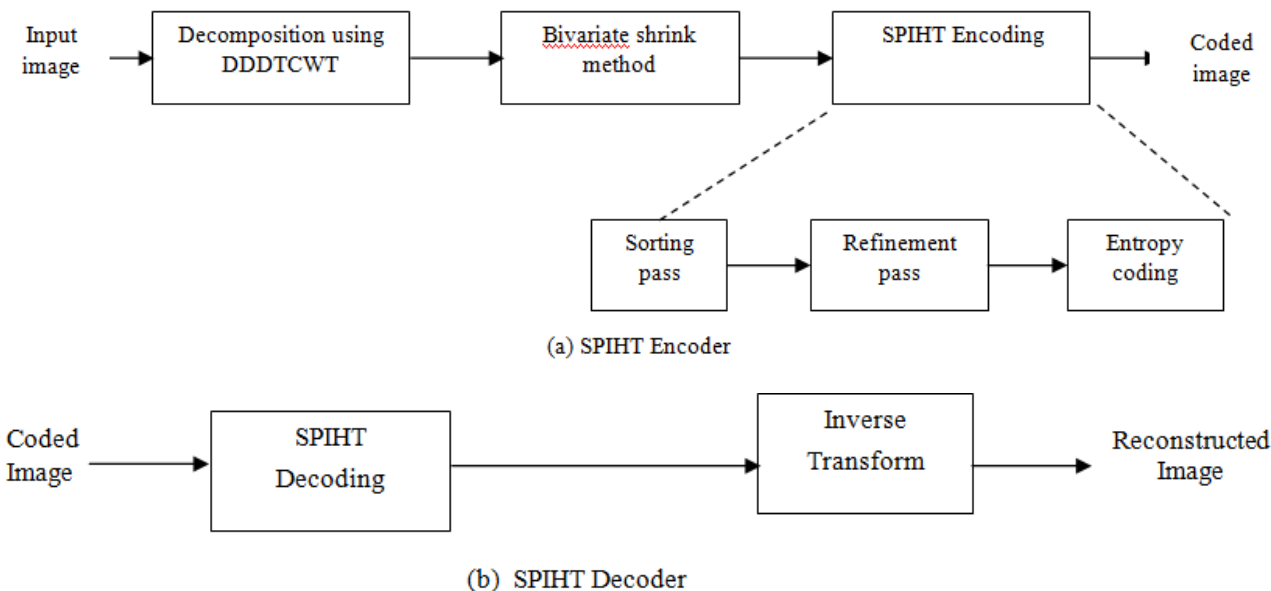 Input
image
Decomposition using
DDDTCWT
Bivariate shrink
method
SPIHT Encoding
Coded
image
Sorting
pass
Refinement
pass
Entropy
coding
(a) SPIHT Encoder
Coded
Image
SPIHT
Decoding
Inverse
Transform
Reconstructed
Image
(b) SPIHT Decoder